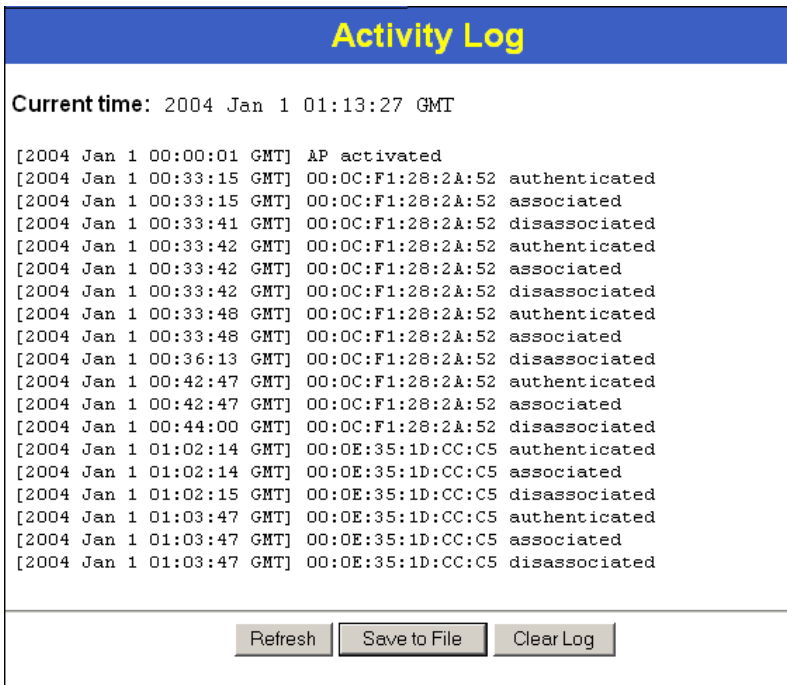 Activity Log
Current time: 2004 Jan 1 01:13:27 GMT
[2004 Jan 1 00:00:01 GMT] AP activated
[2004 Jan 1 00:33:15 GMT] 00:0C:F1:28:2A:52 authenticated
[2004 Jan 1 00:33:15 GMT] 00:0C:F1:28:2A:52 associated
[2004 Jan 1 00:33:41 GMT] 00:0C:F1:28:2A:52 disassociated
[2004 Jan 1 00:33:42 GMT] 00:0C:F1:28:2A:52 authenticated
[2004 Jan 1 00:33:42 GMT] 00:0C:F1:28:2A:52 associated
[2004 Jan 1 00:33:42 GMT] 00:0C:F1:28:2A:52 disassociated
[2004 Jan 1 00:33:48 GMT] 00:0C:F1:28:2A:52 authenticated
[2004 Jan 1 00:33:48 GMT] 00:0C:F1:28:2A:52 associated
[2004 Jan 1 00:36:13 GMT] 00:0C:F1:28:2A:52 disassociated
[2004 Jan 1 00:42:47 GMT] 00:0C:F1:28:2A:52 authenticated
[2004 Jan 1 00:42:47 GMT] 00:0C:F1:28:2A:52 associated
[2004 Jan 1 00:44:00 GMT] 00:0C:F1:28:2A:52 disassociated
[2004 Jan 1 01:02:14 GMT] 00:0E:35:1D:CC:C5 authenticated
[2004 Jan 1 01:02:14 GMT] 00:0E:35:1D:CC:C5 associated
[2004 Jan 1 01:02:15 GMT] 00:0E:35:1D:CC:C5 disassociated
[2004 Jan 1 01:03:47 GMT] 00:0E:35:1D:CC:C5 authenticated
[2004 Jan 1 01:03:47 GMT] 00:0E:35:1D:CC:C5 associated
[2004 Jan 1 01:03:47 GMT] 00:0E:35:1D:CC:C5 disassociated
Refresh Save to File Clear Log